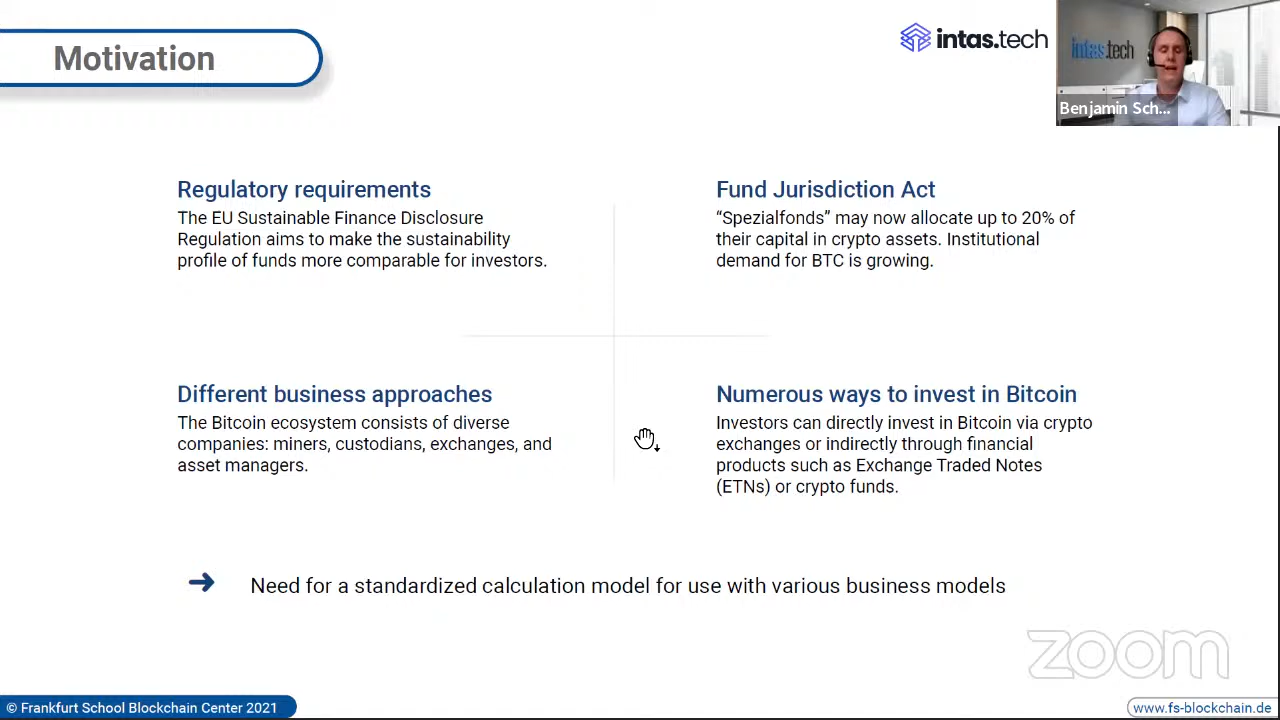 Motivation
intas.tech
intas.tech
Benjamin Sch...
Regulatory requirements
The EU Sustainable Finance Disclosure
Regulation aims to make the sustainability
profile of funds more comparable for investors.
Fund Jurisdiction Act
“Spezialfonds” may now allocate up to 20% of
their capital in crypto assets. Institutional
demand for BTC is growing.
Different business approaches
The Bitcoin ecosystem consists of diverse
companies: miners, custodians, exchanges, and
asset managers.
Numerous ways to invest in Bitcoin
Investors can directly invest in Bitcoin via crypto
exchanges or indirectly through financial
products such as Exchange Traded Notes
(ETNs) or crypto funds.
➔ Need for a standardized calculation model for use with various business models
zoom
© Frankfurt School Blockchain Center 2021
www.fs-blockchain.de